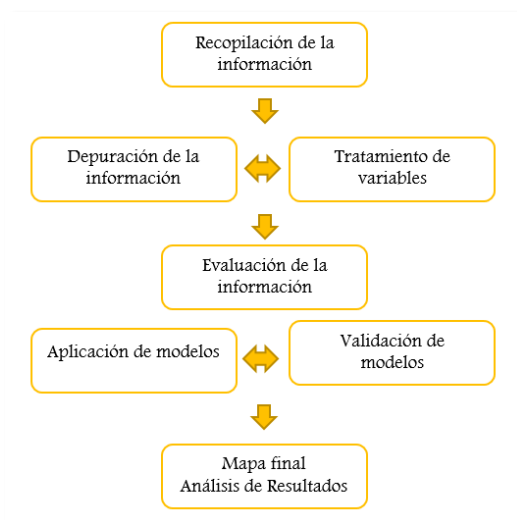 Recopilación de la
información
Depuración de la
información
Tratamiento de
variables
Evaluación de la
información
Aplicación de modelos
Validación de
modelos
Mapa final
Análisis de Resultados